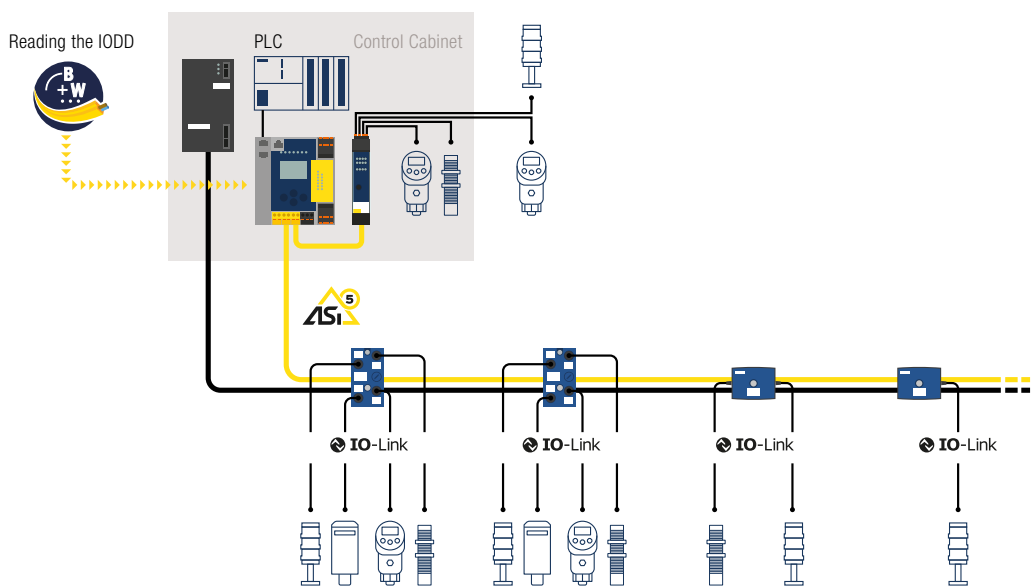 Reading the IODD
B
+W
PLC
Control Cabinet
ASi
5
IO-Link
IO-Link
IO-Link
IO-Link